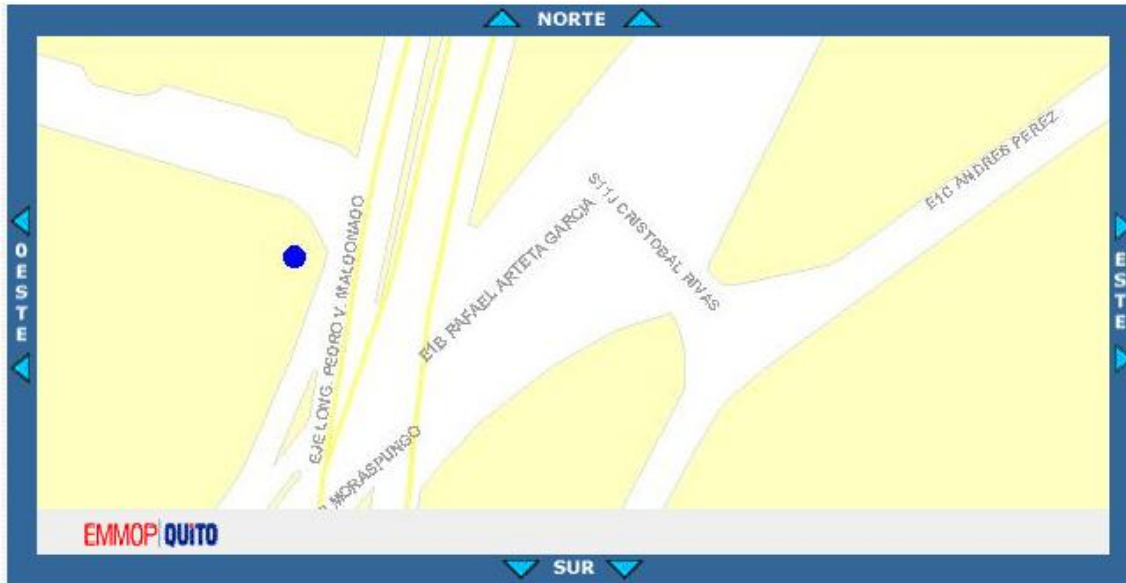 NORTE
OESTE
ESTE
EJE LONG. PEDRO V. MALDONADO
E1B RAFAEL ARTETA GARCIA
S11J CRISTOBAL RIVAS
E1C ANDRES PEREZ
MORASPUNGO
EMMOP QUITO
SUR